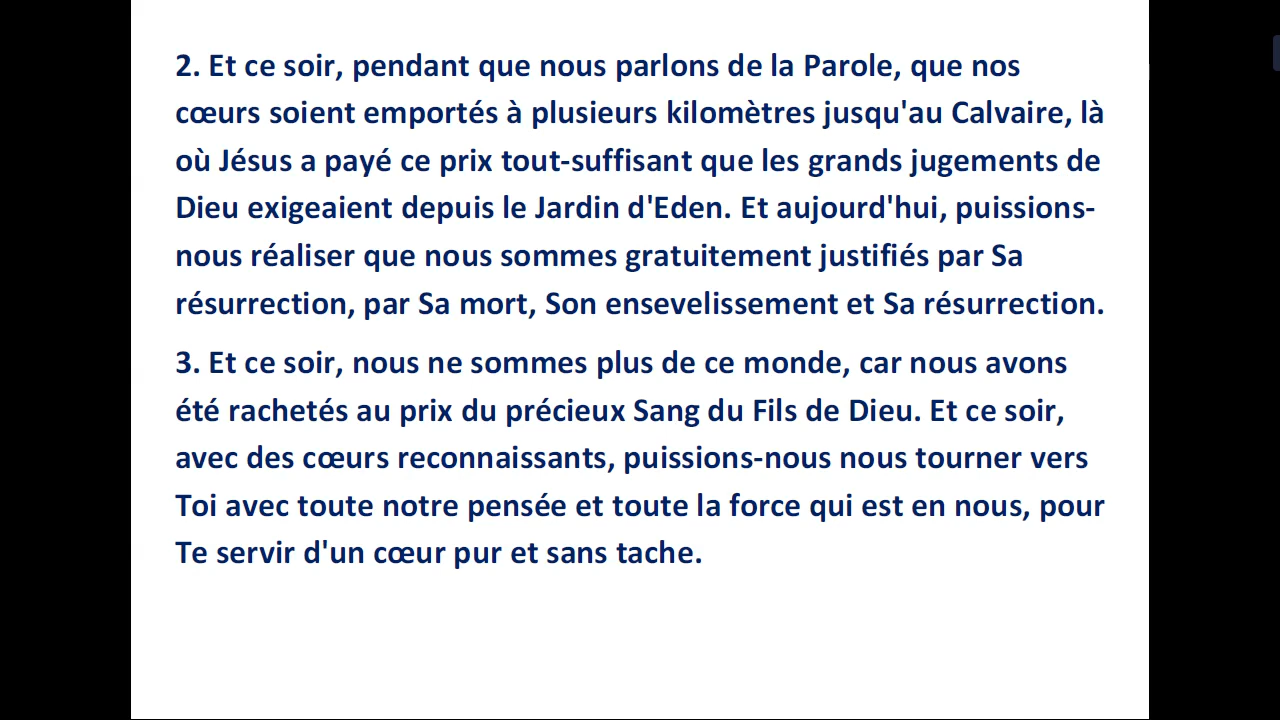 2. Et ce soir, pendant que nous parlons de la Parole, que nos
cœurs soient emportés à plusieurs kilomètres jusqu'au Calvaire, là
où Jésus a payé ce prix tout-suffisant que les grands jugements de
Dieu exigeaient depuis le Jardin d'Eden. Et aujourd'hui, puissions-
nous réaliser que nous sommes gratuitement justifiés par Sa
résurrection, par Sa mort, Son ensevelissement et Sa résurrection.
3. Et ce soir, nous ne sommes plus de ce monde, car nous avons
été rachetés au prix du précieux Sang du Fils de Dieu. Et ce soir,
avec des cœurs reconnaissants, puissions-nous nous tourner vers
Toi avec toute notre pensée et toute la force qui est en nous, pour
Te servir d'un cœur pur et sans tache.